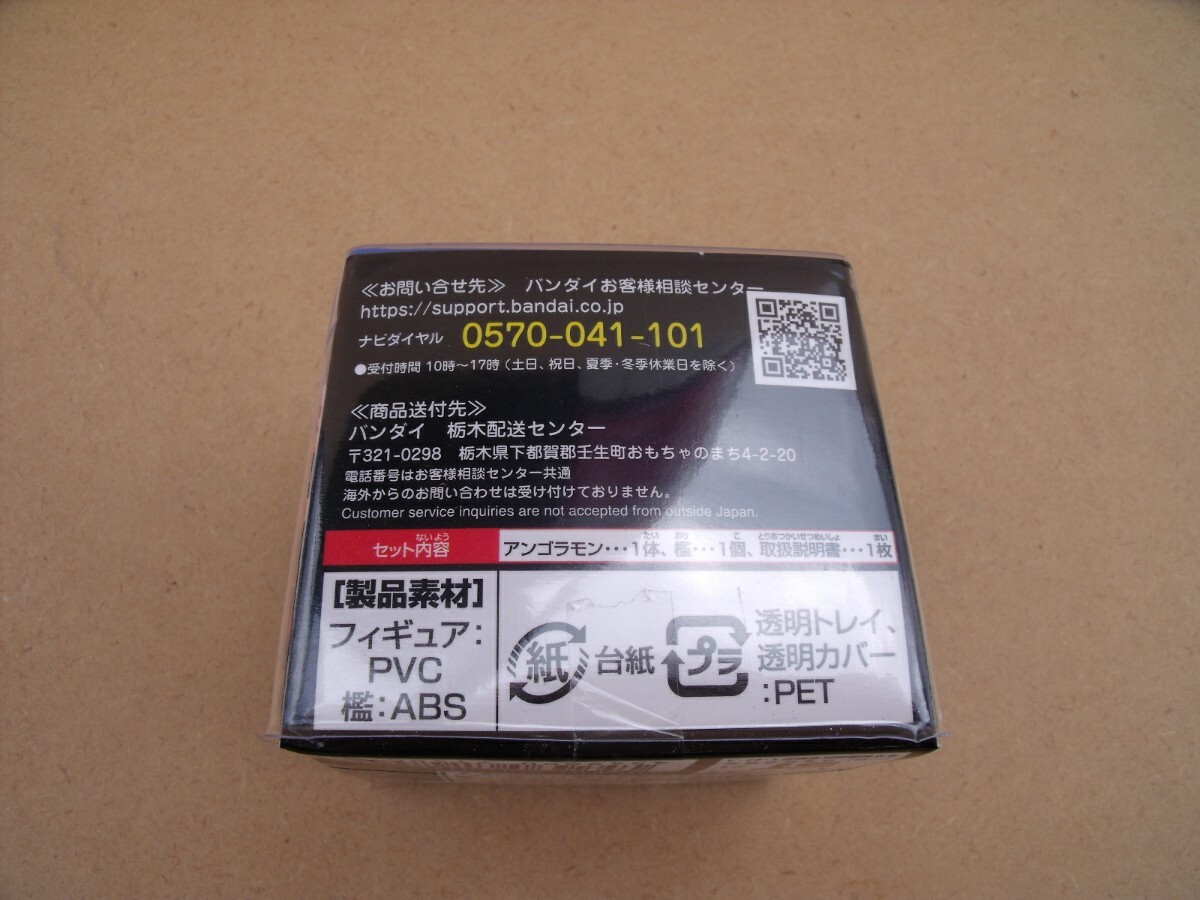 ≪お問い合せ先≫　バンダイお客様相談センター
https://support.bandai.co.jp
ナビダイヤル 0570-041-101
●受付時間 10時～17時（土日、祝日、夏季・冬季休業日を除く）
≪商品送付先≫
バンダイ　栃木配送センター
〒321-0298　栃木県下都賀郡壬生町おもちゃのまち4-2-20
電話番号はお客様相談センター共通
海外からのお問い合わせは受け付けておりません。
Customer service inquiries are not accepted from outside Japan.
セット内容 アンゴラモン・・・1体、檻・・・1個、取扱説明書・・・1枚
[製品素材]
フィギュア：
PVC
檻：ABS
紙 台紙
プラ 透明トレイ、
透明カバー
：PET